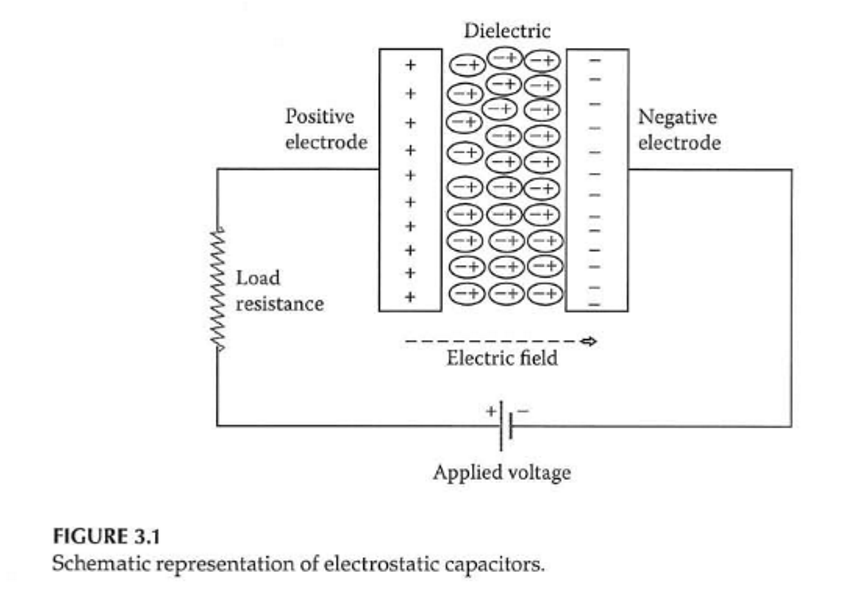 Dielectric
Positive
electrode
Negative
electrode
Load
resistance
Electric field
+ −
Applied voltage
FIGURE 3.1
Schematic representation of electrostatic capacitors.